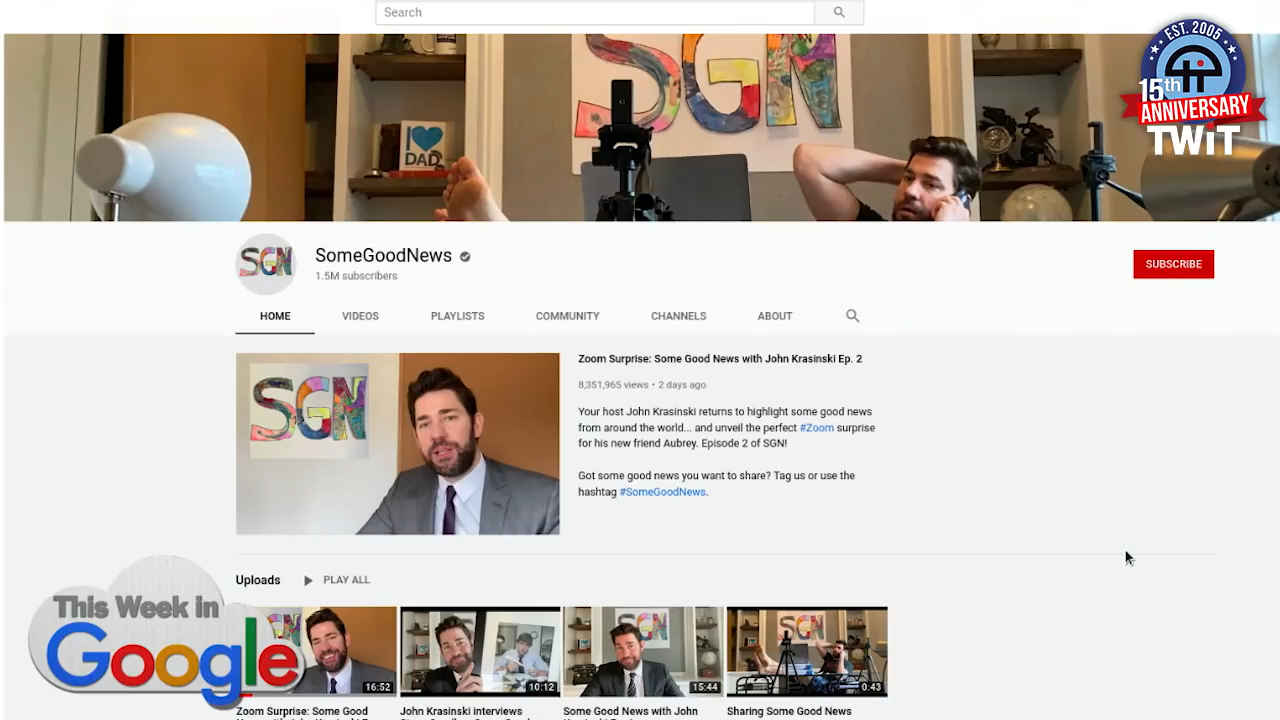 Search
EST. 2005
15th
ANNIVERSARY
TWiT
SGN
I
DAD
SGN
SomeGoodNews
1.5M subscribers
SUBSCRIBE
HOME
VIDEOS
PLAYLISTS
COMMUNITY
CHANNELS
ABOUT
SGN
Zoom Surprise: Some Good News with John Krasinski Ep. 2
8,351,965 views • 2 days ago
Your host John Krasinski returns to highlight some good news
from around the world... and unveil the perfect #Zoom surprise
for his new friend Aubrey. Episode 2 of SGN!
Got some good news you want to share? Tag us or use the
hashtag #SomeGoodNews.
Uploads
PLAY ALL
This Week in
Google
16:52
10:12
15:44
0:43
Zoom Surprise: Some Good
John Krasinski interviews
Some Good News with John
Sharing Some Good News